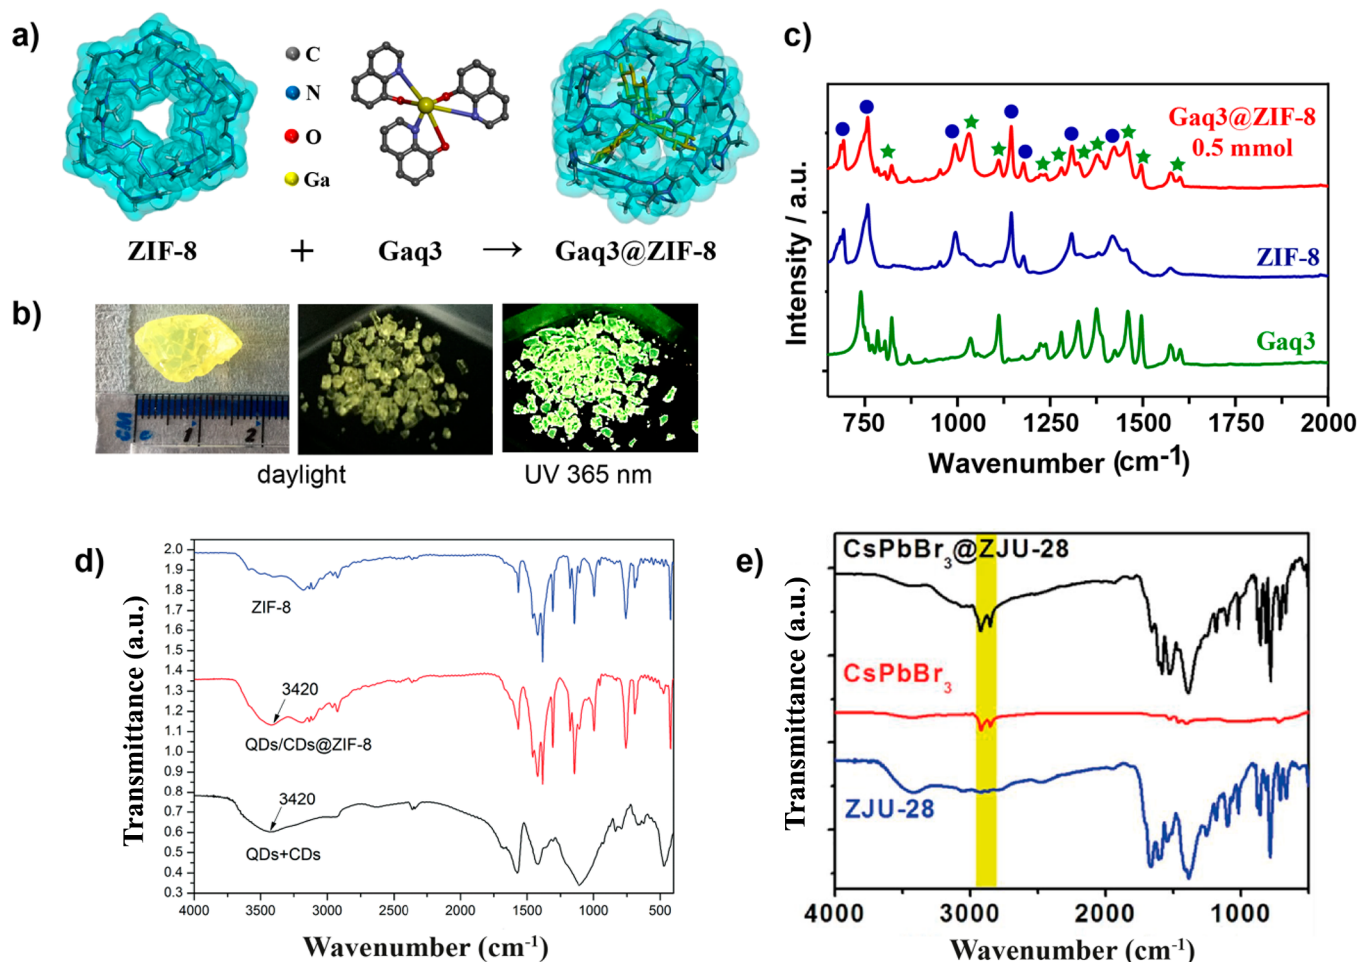 a)
C
N
O
Ga
ZIF-8 + Gaq3 → Gaq3@ZIF-8
b)
CM 0 1 2
daylight
UV 365 nm
c)
Intensity / a.u.
Gaq3@ZIF-8
0.5 mmol
ZIF-8
Gaq3
750 1000 1250 1500 1750 2000
Wavenumber (cm-1)
d)
Transmittance (a.u.)
2.0
1.9
1.8
1.7
1.6
1.5
1.4
1.3
1.2
1.1
1.0
0.9
0.8
0.7
0.6
0.5
0.4
0.3
ZIF-8
3420
QDs/CDs@ZIF-8
3420
QDs+CDs
4000 3500 3000 2500 2000 1500 1000 500
Wavenumber (cm-1)
e)
Transmittance (a.u.)
CsPbBr3@ZJU-28
CsPbBr3
ZJU-28
4000 3000 2000 1000
Wavenumber (cm-1)